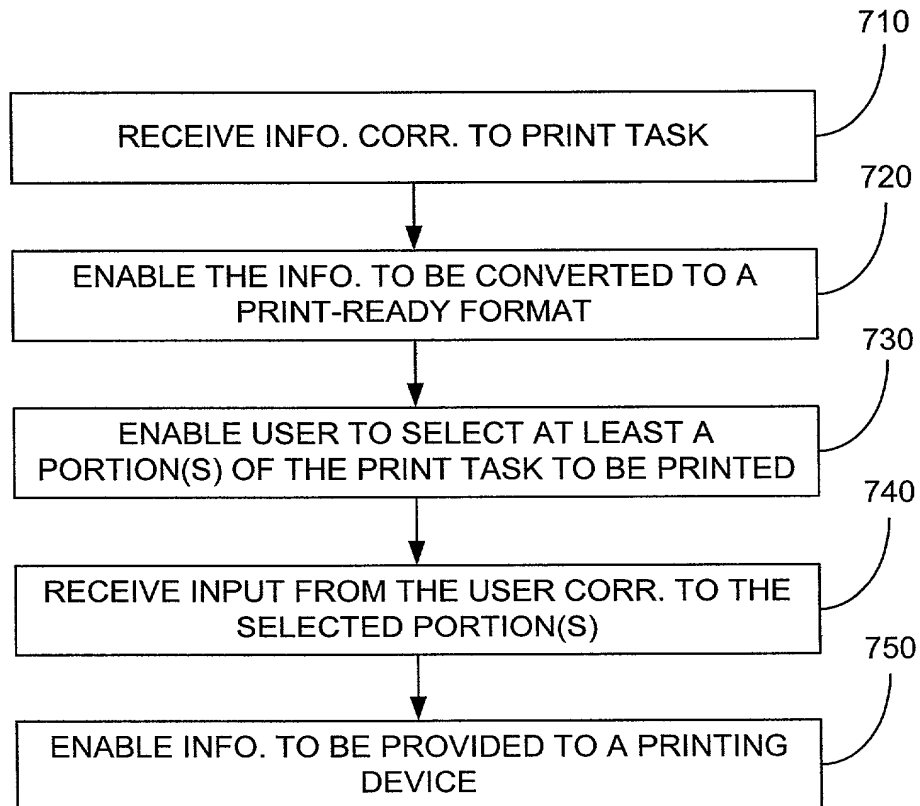 710
RECEIVE INFO. CORR. TO PRINT TASK
720
ENABLE THE INFO. TO BE CONVERTED TO A
PRINT-READY FORMAT
730
ENABLE USER TO SELECT AT LEAST A
PORTION(S) OF THE PRINT TASK TO BE PRINTED
740
RECEIVE INPUT FROM THE USER CORR. TO THE
SELECTED PORTION(S)
750
ENABLE INFO. TO BE PROVIDED TO A PRINTING
DEVICE